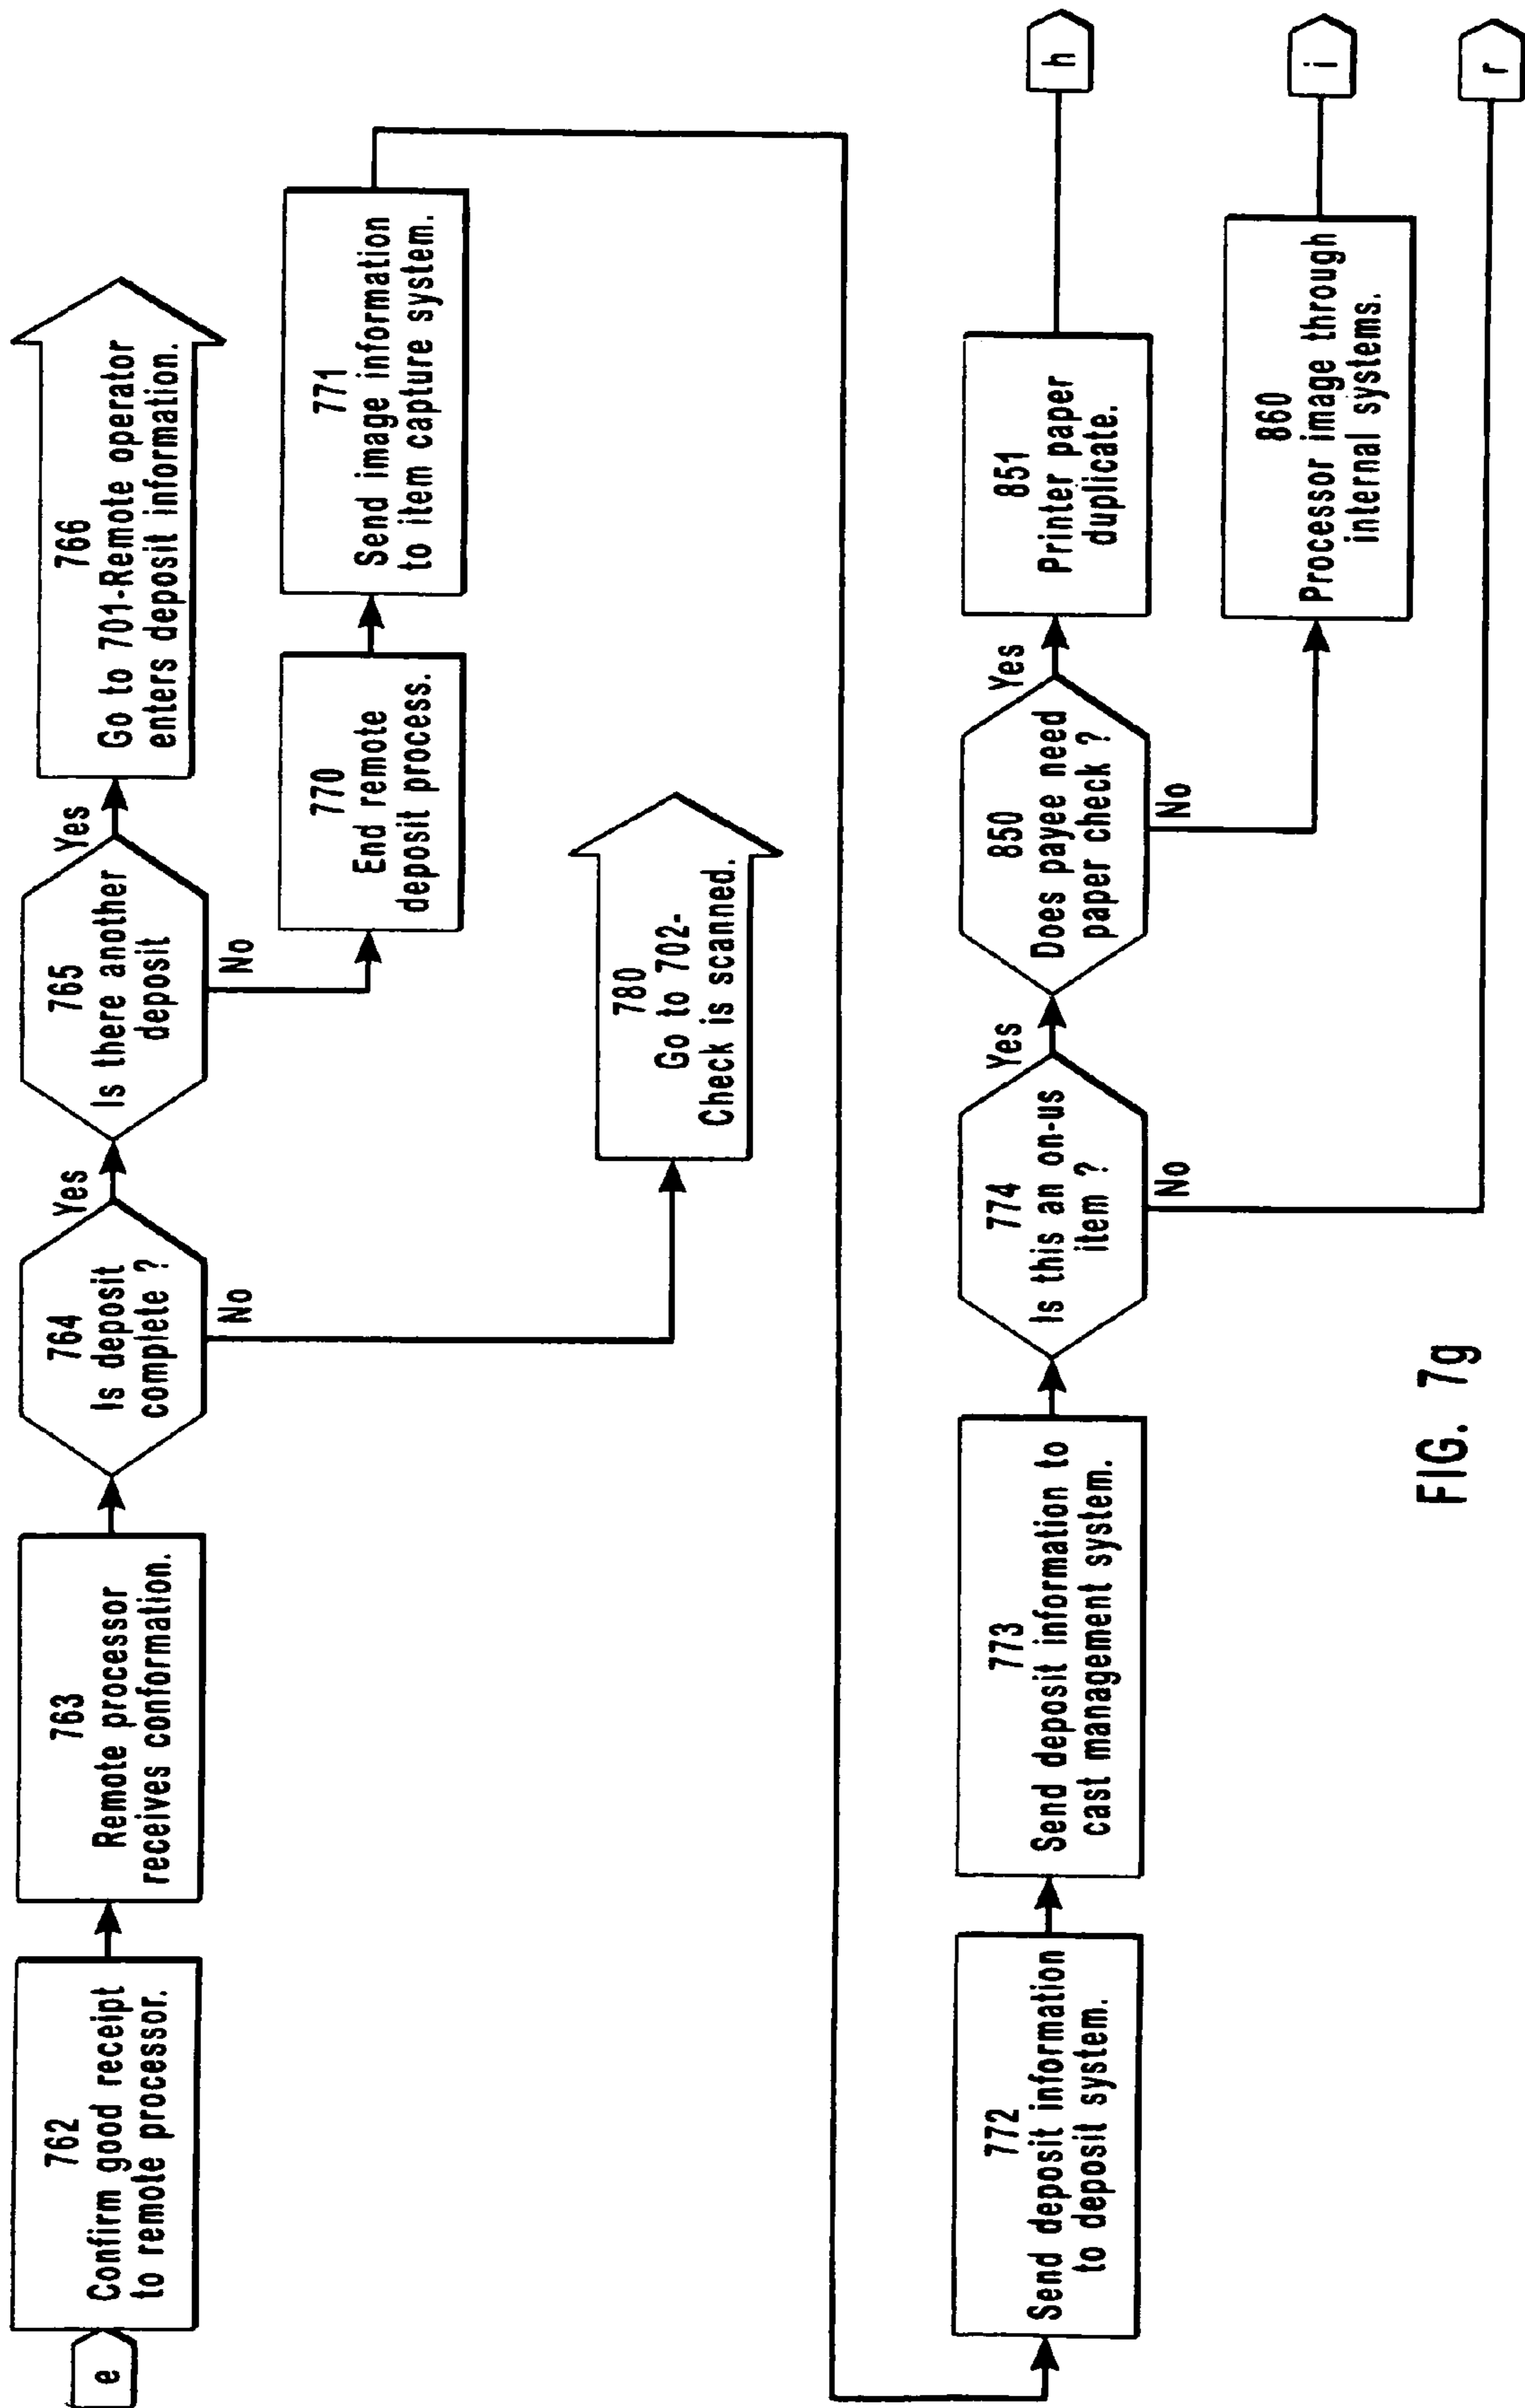 e
762
Confirm good receipt
to remote processor.
763
Remote processor
receives conformation.
764
Is deposit
complete ?
Yes
No
765
Is there another
deposit
Yes
No
766
Go to 701-Remote operator
enters deposit information.
770
End remote
deposit process.
771
Send image information
to item capture system.
780
Go to 702-
Check is scanned.
772
Send deposit information
to deposit system.
773
Send deposit information to
cast management system.
774
Is this an on-us
item ?
Yes
No
850
Does payee need
paper check ?
Yes
No
851
Printer paper
duplicate.
h
860
Processor image through
internal systems.
i
r
FIG. 7g